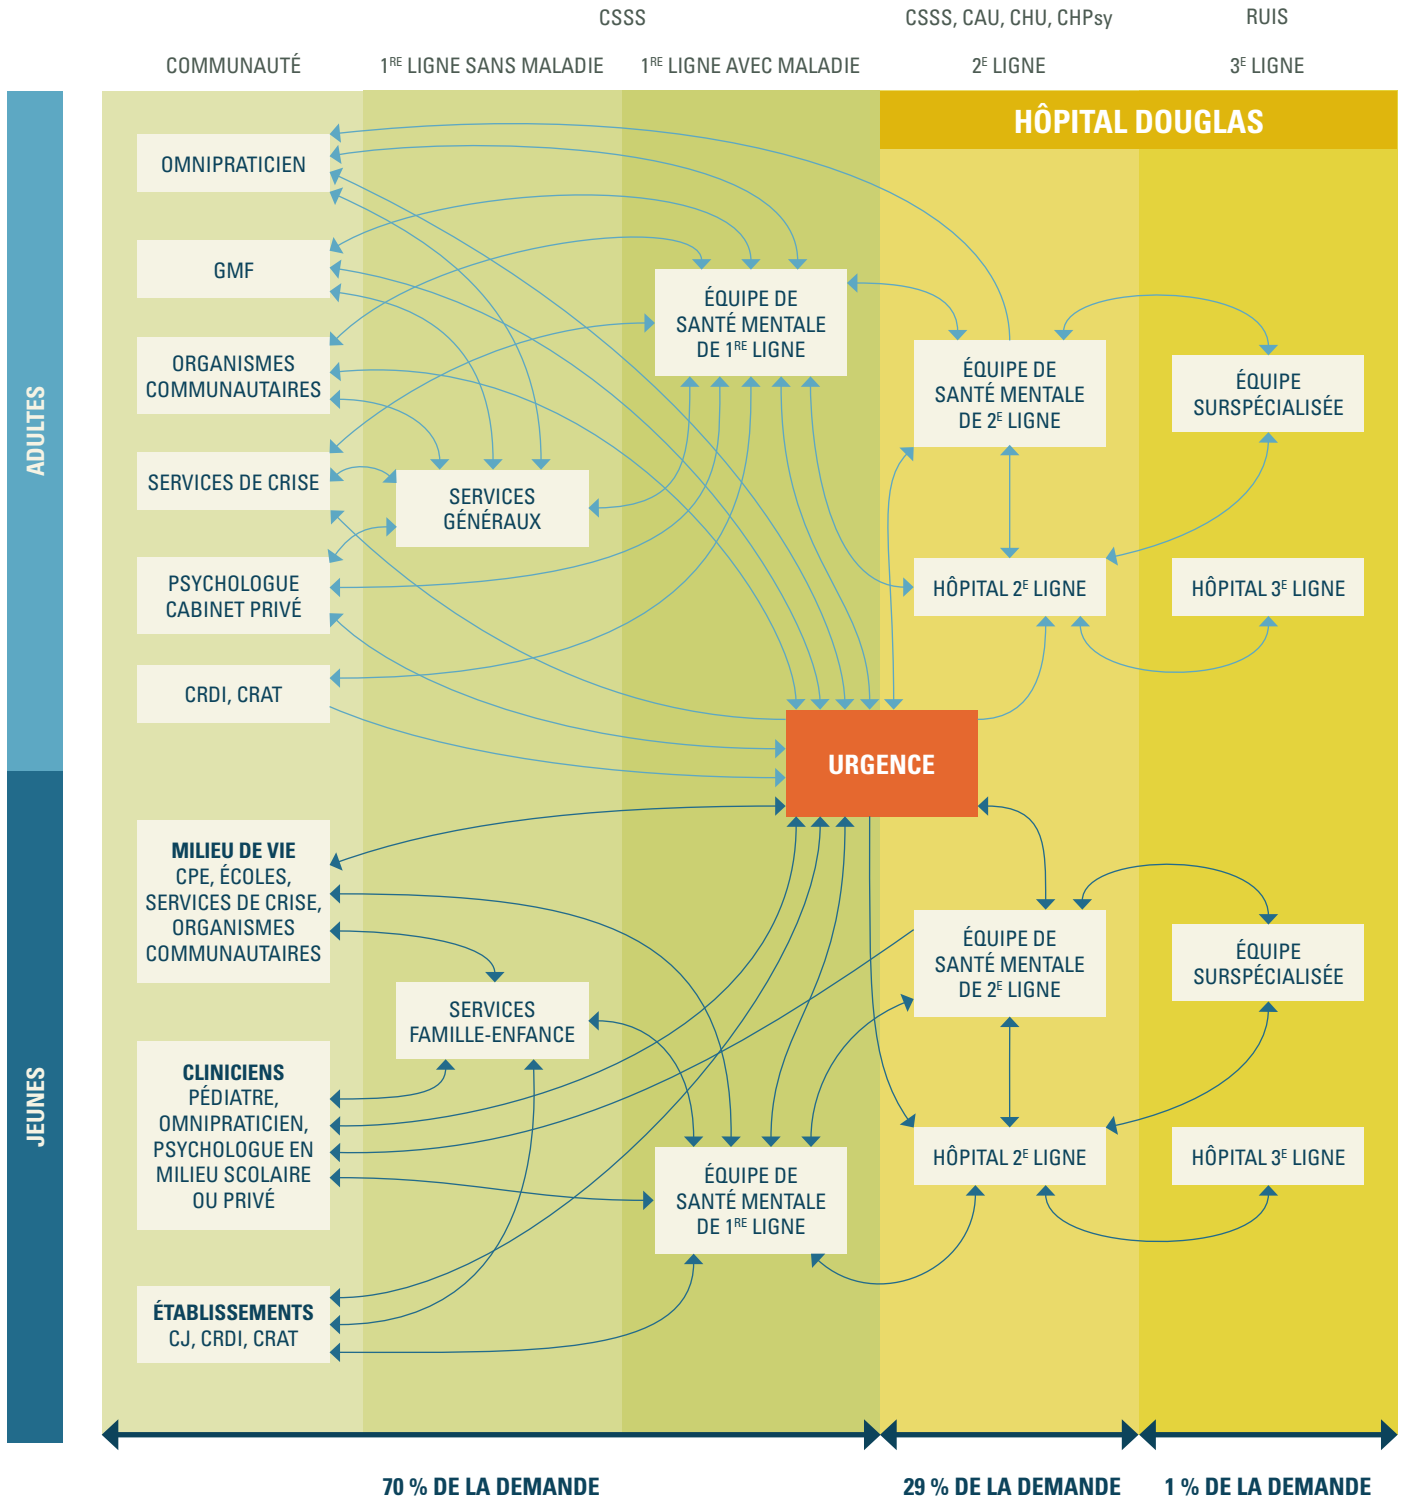 CSSS
CSSS, CAU, CHU, CHPsy
RUIS
COMMUNAUTÉ
1RE LIGNE SANS MALADIE
1RE LIGNE AVEC MALADIE
2E LIGNE
3E LIGNE
HÔPITAL DOUGLAS
ADULTES
OMNIPRATICIEN
GMF
ORGANISMES
COMMUNAUTAIRES
SERVICES DE CRISE
PSYCHOLOGUE
CABINET PRIVÉ
CRDI, CRAT
SERVICES
GÉNÉRAUX
ÉQUIPE DE
SANTÉ MENTALE
DE 1RE LIGNE
ÉQUIPE DE
SANTÉ MENTALE
DE 2E LIGNE
HÔPITAL 2E LIGNE
ÉQUIPE
SURSPÉCIALISÉE
HÔPITAL 3E LIGNE
URGENCE
JEUNES
MILIEU DE VIE
CPE, ÉCOLES,
SERVICES DE CRISE,
ORGANISMES
COMMUNAUTAIRES
CLINICIENS
PÉDIATRE,
OMNIPRATICIEN,
PSYCHOLOGUE EN
MILIEU SCOLAIRE
OU PRIVÉ
ÉTABLISSEMENTS
CJ, CRDI, CRAT
SERVICES
FAMILLE-ENFANCE
ÉQUIPE DE
SANTÉ MENTALE
DE 1RE LIGNE
ÉQUIPE DE
SANTÉ MENTALE
DE 2E LIGNE
HÔPITAL 2E LIGNE
ÉQUIPE
SURSPÉCIALISÉE
HÔPITAL 3E LIGNE
70 % DE LA DEMANDE
29 % DE LA DEMANDE
1 % DE LA DEMANDE